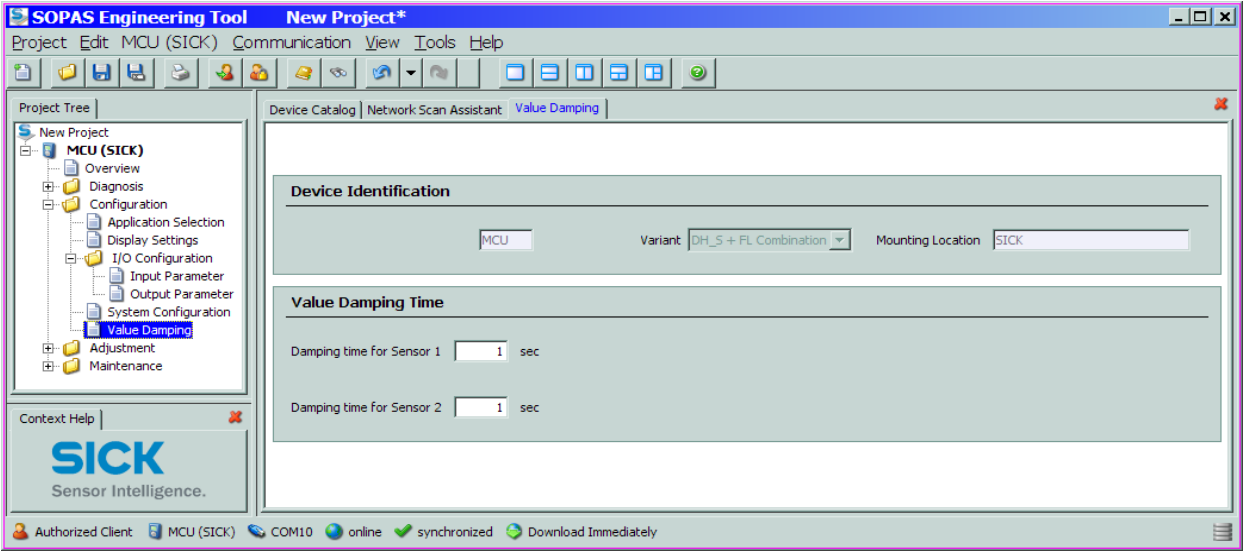 SOPAS Engineering Tool New Project*
Project Edit MCU (SICK) Communication View Tools Help
Project Tree
New Project
MCU (SICK)
Overview
Diagnosis
Configuration
Application Selection
Display Settings
I/O Configuration
Input Parameter
Output Parameter
System Configuration
Value Damping
Adjustment
Maintenance
Context Help
SICK
Sensor Intelligence.
Device Catalog Network Scan Assistant Value Damping
Device Identification
MCU Variant DH_S + FL Combination Mounting Location SICK
Value Damping Time
Damping time for Sensor 1 1 sec
Damping time for Sensor 2 1 sec
Authorized Client MCU (SICK) COM10 online synchronized Download Immediately